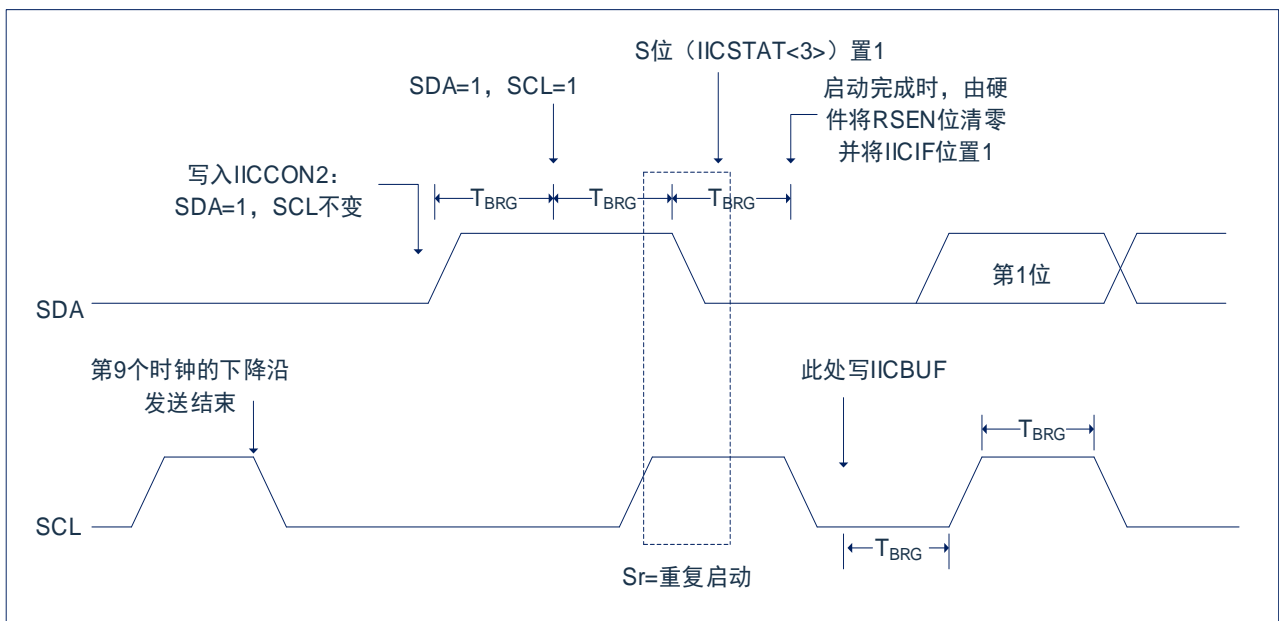 S位（IICSTAT<3>）置1
SDA=1，SCL=1
启动完成时，由硬
件将RSEN位清零
并将IICIF位置1
写入IICCON2：
SDA=1，SCL不变
TBRG
TBRG
TBRG
第1位
SDA
第9个时钟的下降沿
发送结束
此处写IICBUF
TBRG
SCL
TBRG
Sr=重复启动